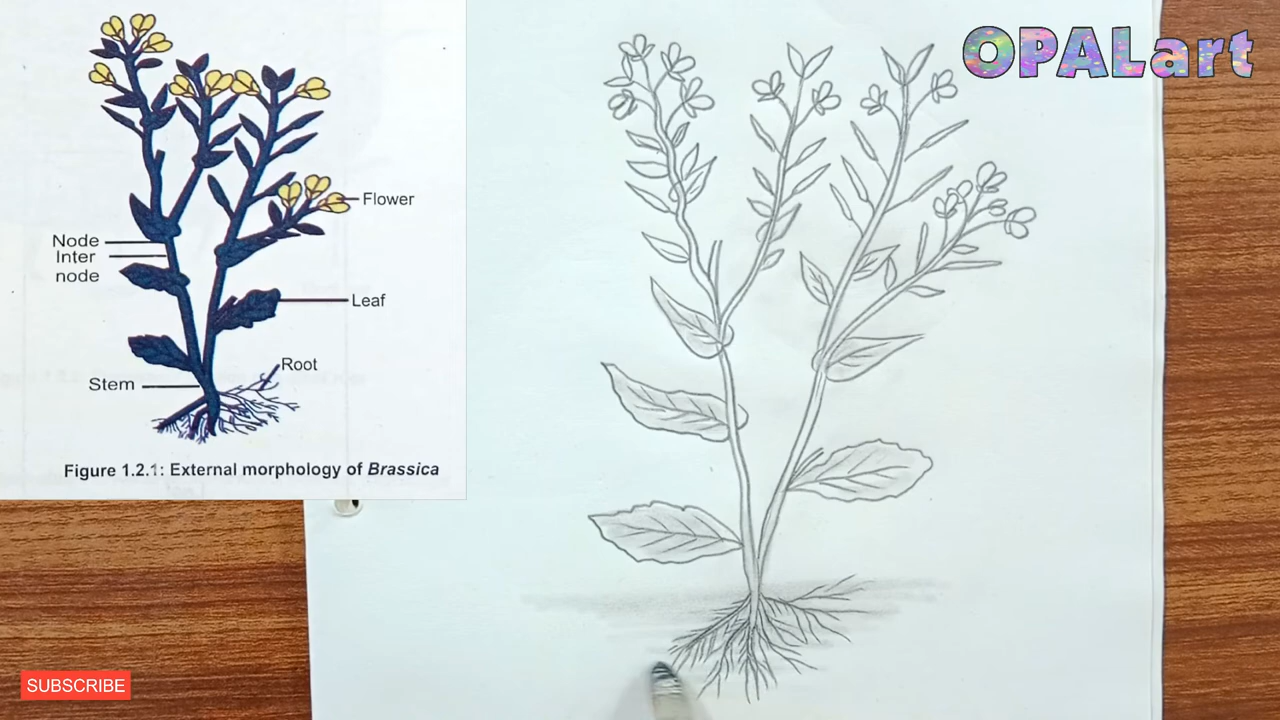 OPALart
Flower
Node
Inter
node
Leaf
Root
Stem
Figure 1.2.1: External morphology of Brassica
SUBSCRIBE